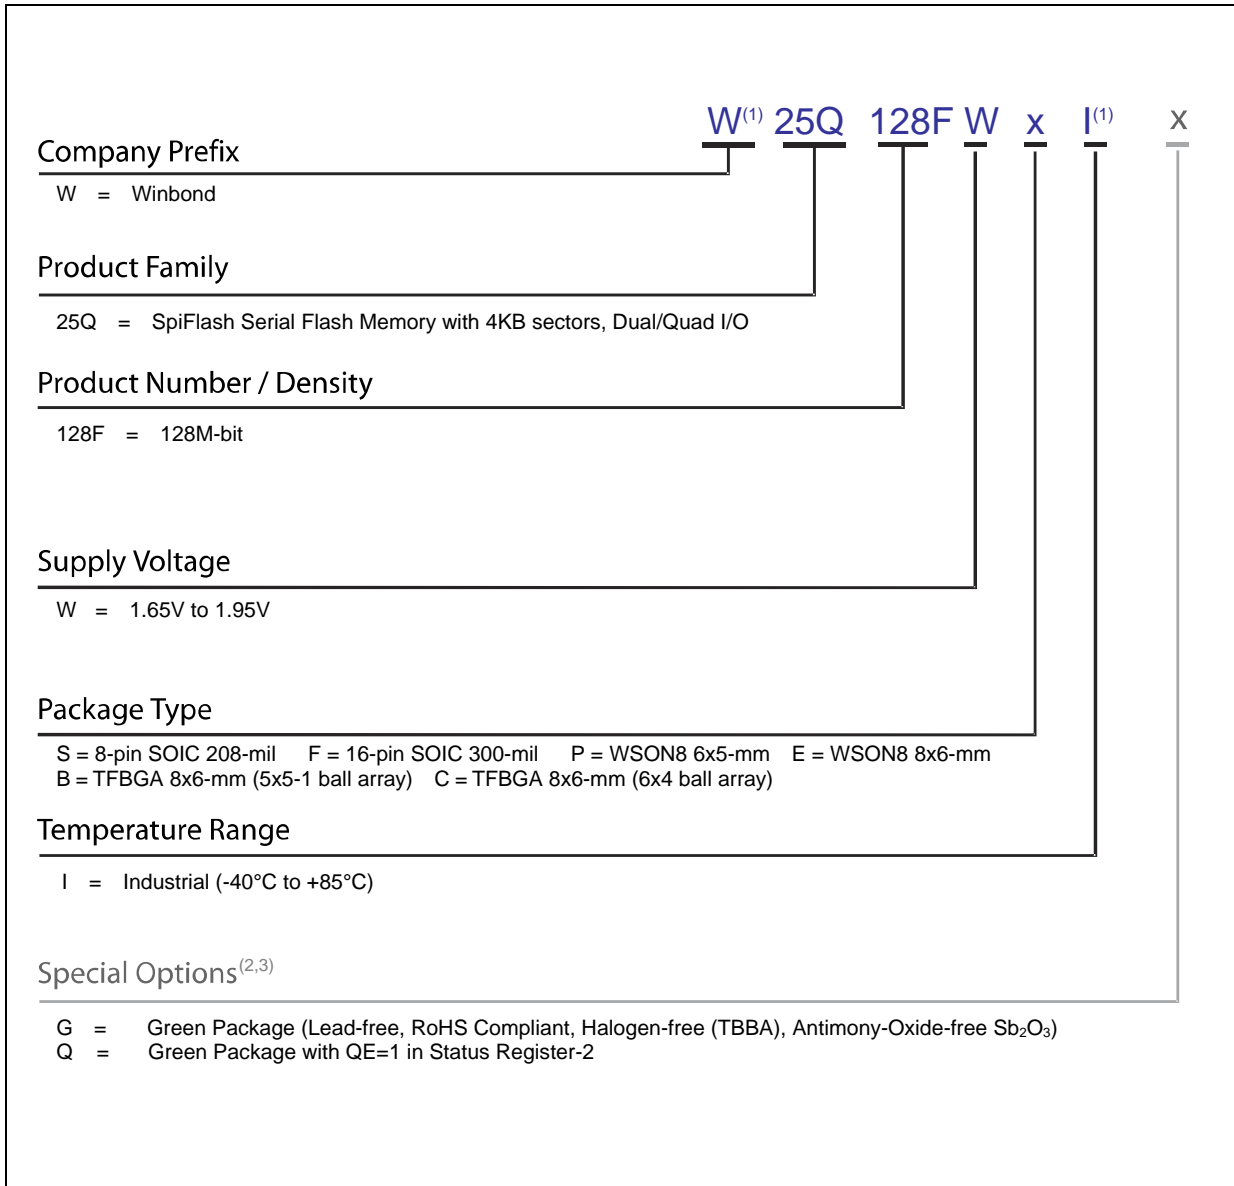 W(1) 25Q 128F W x I(1) x
Company Prefix
W = Winbond
Product Family
25Q = SpiFlash Serial Flash Memory with 4KB sectors, Dual/Quad I/O
Product Number / Density
128F = 128M-bit
Supply Voltage
W = 1.65V to 1.95V
Package Type
S = 8-pin SOIC 208-mil F = 16-pin SOIC 300-mil P = WSON8 6x5-mm E = WSON8 8x6-mm
B = TFBGA 8x6-mm (5x5-1 ball array) C = TFBGA 8x6-mm (6x4 ball array)
Temperature Range
I = Industrial (-40°C to +85°C)
Special Options(2,3)
G = Green Package (Lead-free, RoHS Compliant, Halogen-free (TBBA), Antimony-Oxide-free Sb₂O₃)
Q = Green Package with QE=1 in Status Register-2